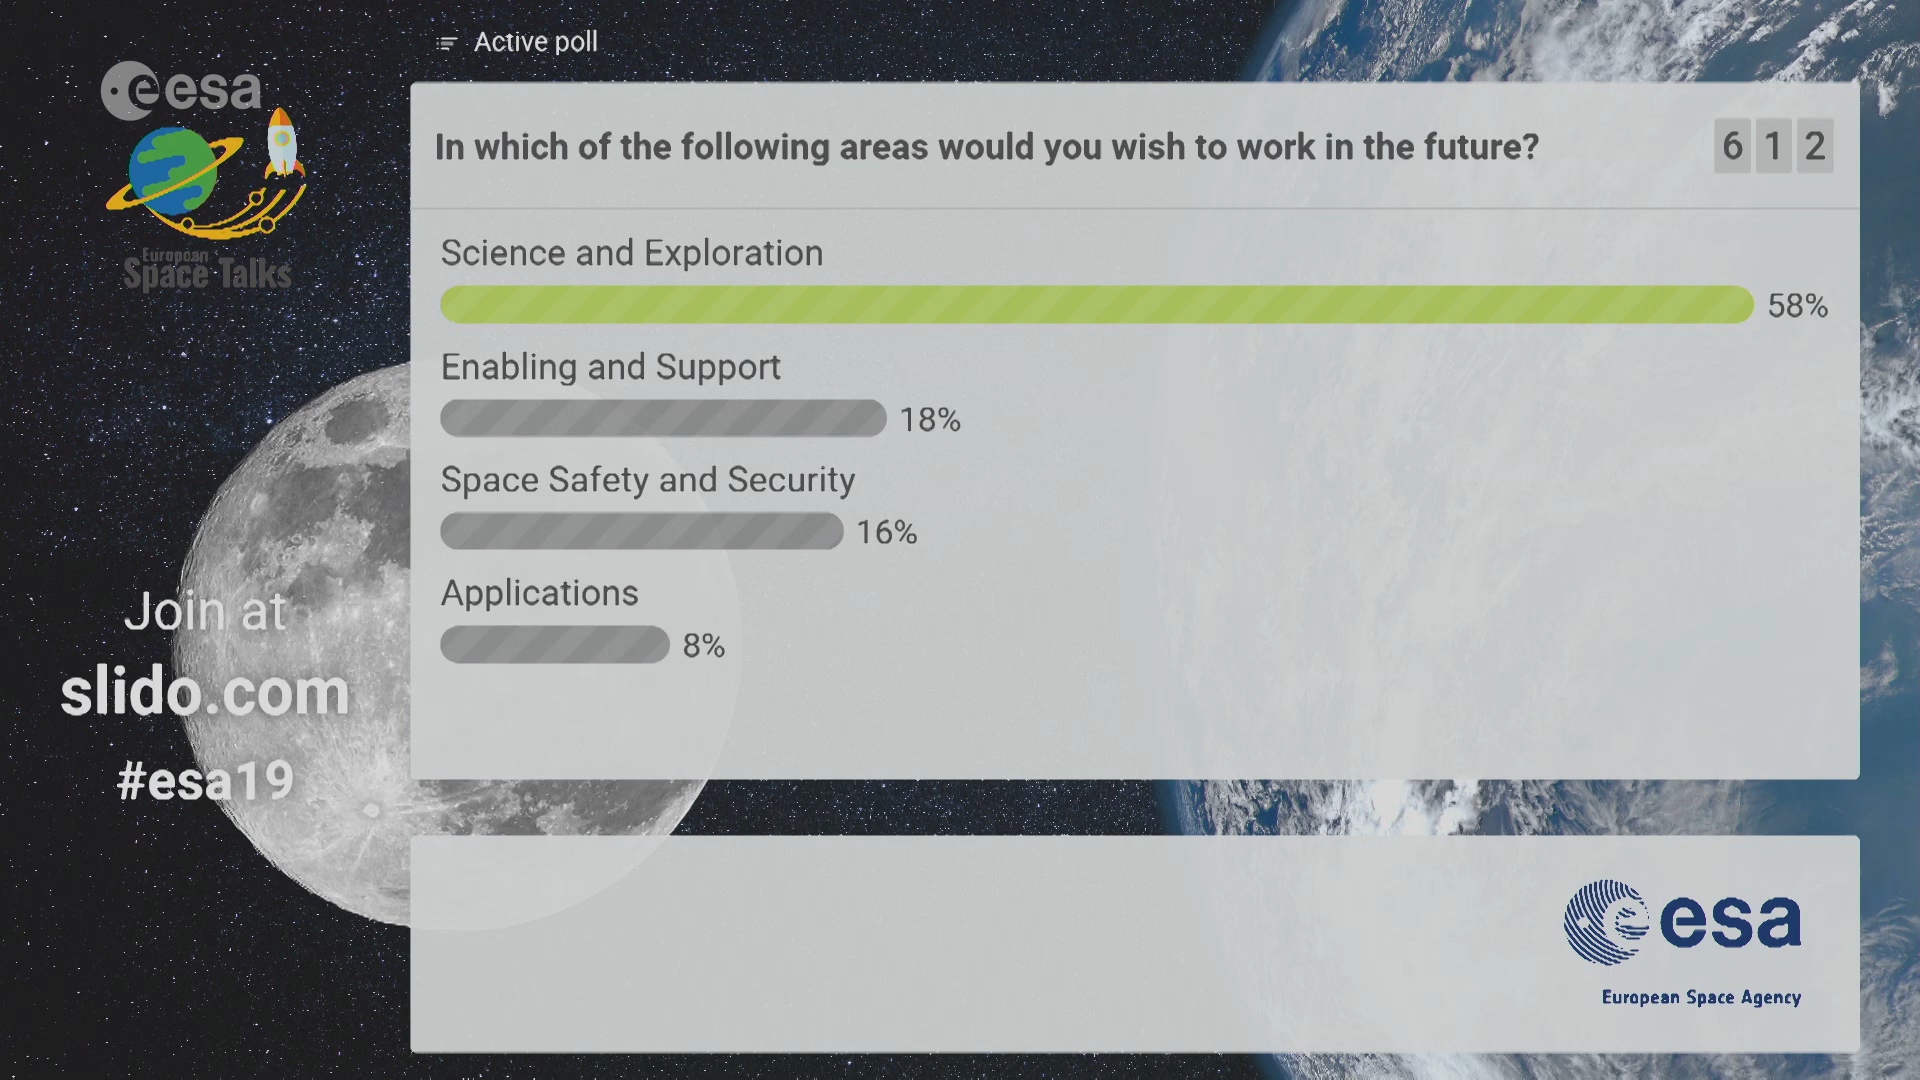 Active poll
esa
European
Space Talks
In which of the following areas would you wish to work in the future?
6 1 2
Science and Exploration
58%
Enabling and Support
18%
Space Safety and Security
16%
Applications
8%
Join at
slido.com
#esa19
esa
European Space Agency